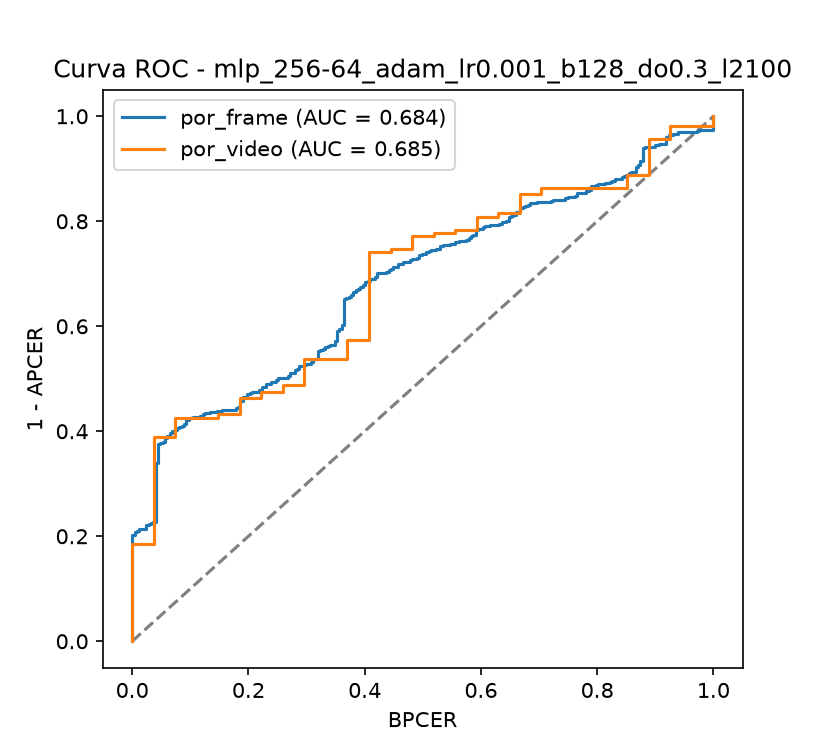 Curva ROC - mlp_256-64_adam_lr0.001_b128_do0.3_l2100
por_frame (AUC = 0.684)
por_video (AUC = 0.685)
1.0
0.8
0.6
0.4
0.2
0.0
1 - APCER
0.0 0.2 0.4 0.6 0.8 1.0
BPCER